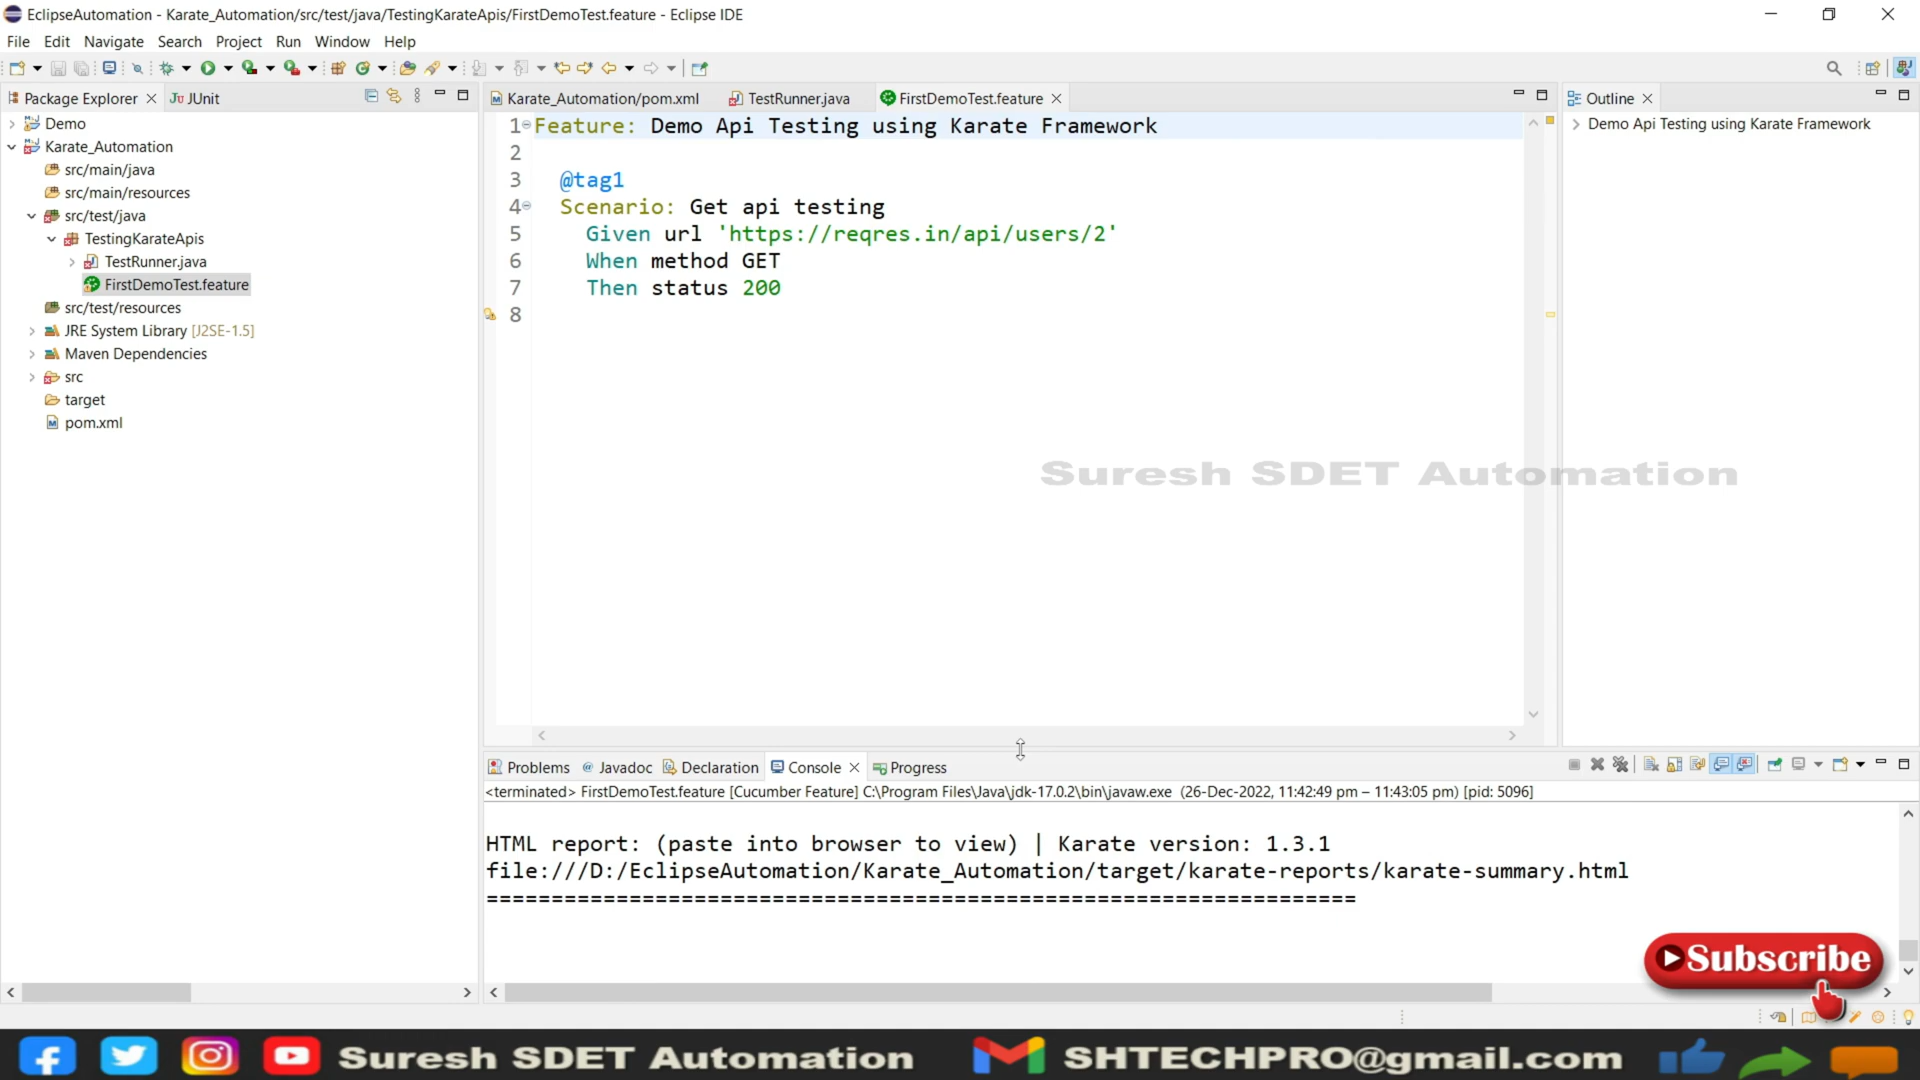 EclipseAutomation - Karate_Automation/src/test/java/TestingKarateApis/FirstDemoTest.feature - Eclipse IDE
File Edit Navigate Search Project Run Window Help
Package Explorer
JUnit
Demo
Karate_Automation
src/main/java
src/main/resources
src/test/java
TestingKarateApis
TestRunner.java
FirstDemoTest.feature
src/test/resources
JRE System Library [J2SE-1.5]
Maven Dependencies
src
target
pom.xml
Karate_Automation/pom.xml
TestRunner.java
FirstDemoTest.feature
1 Feature: Demo Api Testing using Karate Framework
2
3 @tag1
4 Scenario: Get api testing
5 Given url 'https://reqres.in/api/users/2'
6 When method GET
7 Then status 200
8
Outline
Demo Api Testing using Karate Framework
Suresh SDET Automation
Problems
@ Javadoc
Declaration
Console
Progress
<terminated> FirstDemoTest.feature [Cucumber Feature] C:\Program Files\Java\jdk-17.0.2\bin\javaw.exe (26-Dec-2022, 11:42:49 pm – 11:43:05 pm) [pid: 5096]
HTML report: (paste into browser to view) | Karate version: 1.3.1
file:///D:/EclipseAutomation/Karate_Automation/target/karate-reports/karate-summary.html
===================================================================
Subscribe
Suresh SDET Automation
SHTECHPRO@gmail.com